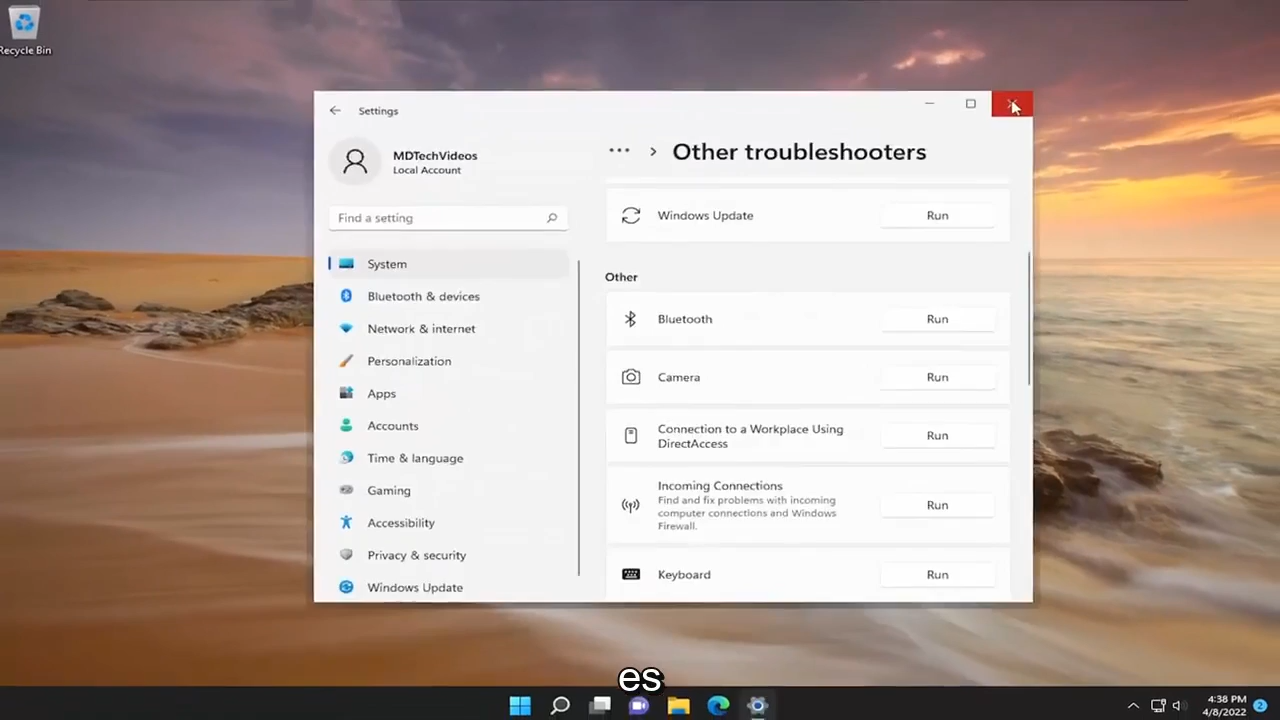 Recycle Bin
Settings
MDTechVideos
Local Account
Find a setting
System
Bluetooth & devices
Network & internet
Personalization
Apps
Accounts
Time & language
Gaming
Accessibility
Privacy & security
Windows Update
Other troubleshooters
Windows Update
Run
Other
Bluetooth
Run
Camera
Run
Connection to a Workplace Using
DirectAccess
Run
Incoming Connections
Find and fix problems with incoming
computer connections and Windows
Firewall.
Run
Keyboard
Run
es
4:38 PM
4/8/2022
2